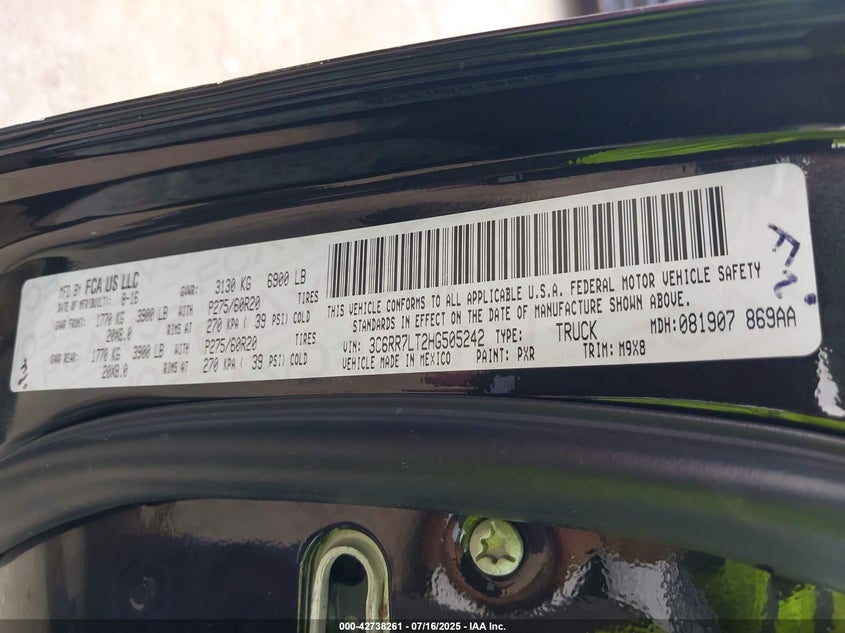 MFD BY FCA US LLC
DATE OF MFR(BUILT): 8-16 GVWR: 3130 KG 6900 LB
GAWR FRONT: 1770 KG 3900 LB WITH P275/60R20 TIRES
20X8.0 RIMS AT 270 KPA ( 39 PSI) COLD
GAWR REAR: 1770 KG 3900 LB WITH P275/60R20 TIRES
20X8.0 RIMS AT 270 KPA ( 39 PSI) COLD
THIS VEHICLE CONFORMS TO ALL APPLICABLE U.S.A. FEDERAL MOTOR VEHICLE SAFETY
STANDARDS IN EFFECT ON THE DATE OF MANUFACTURE SHOWN ABOVE.
VIN: 3C6RR7LT2HG505242 TYPE: TRUCK MDH:081907 869AA
VEHICLE MADE IN MEXICO PAINT: PXR TRIM: M9X8
000-42738261 - 07/16/2025 - IAA Inc.